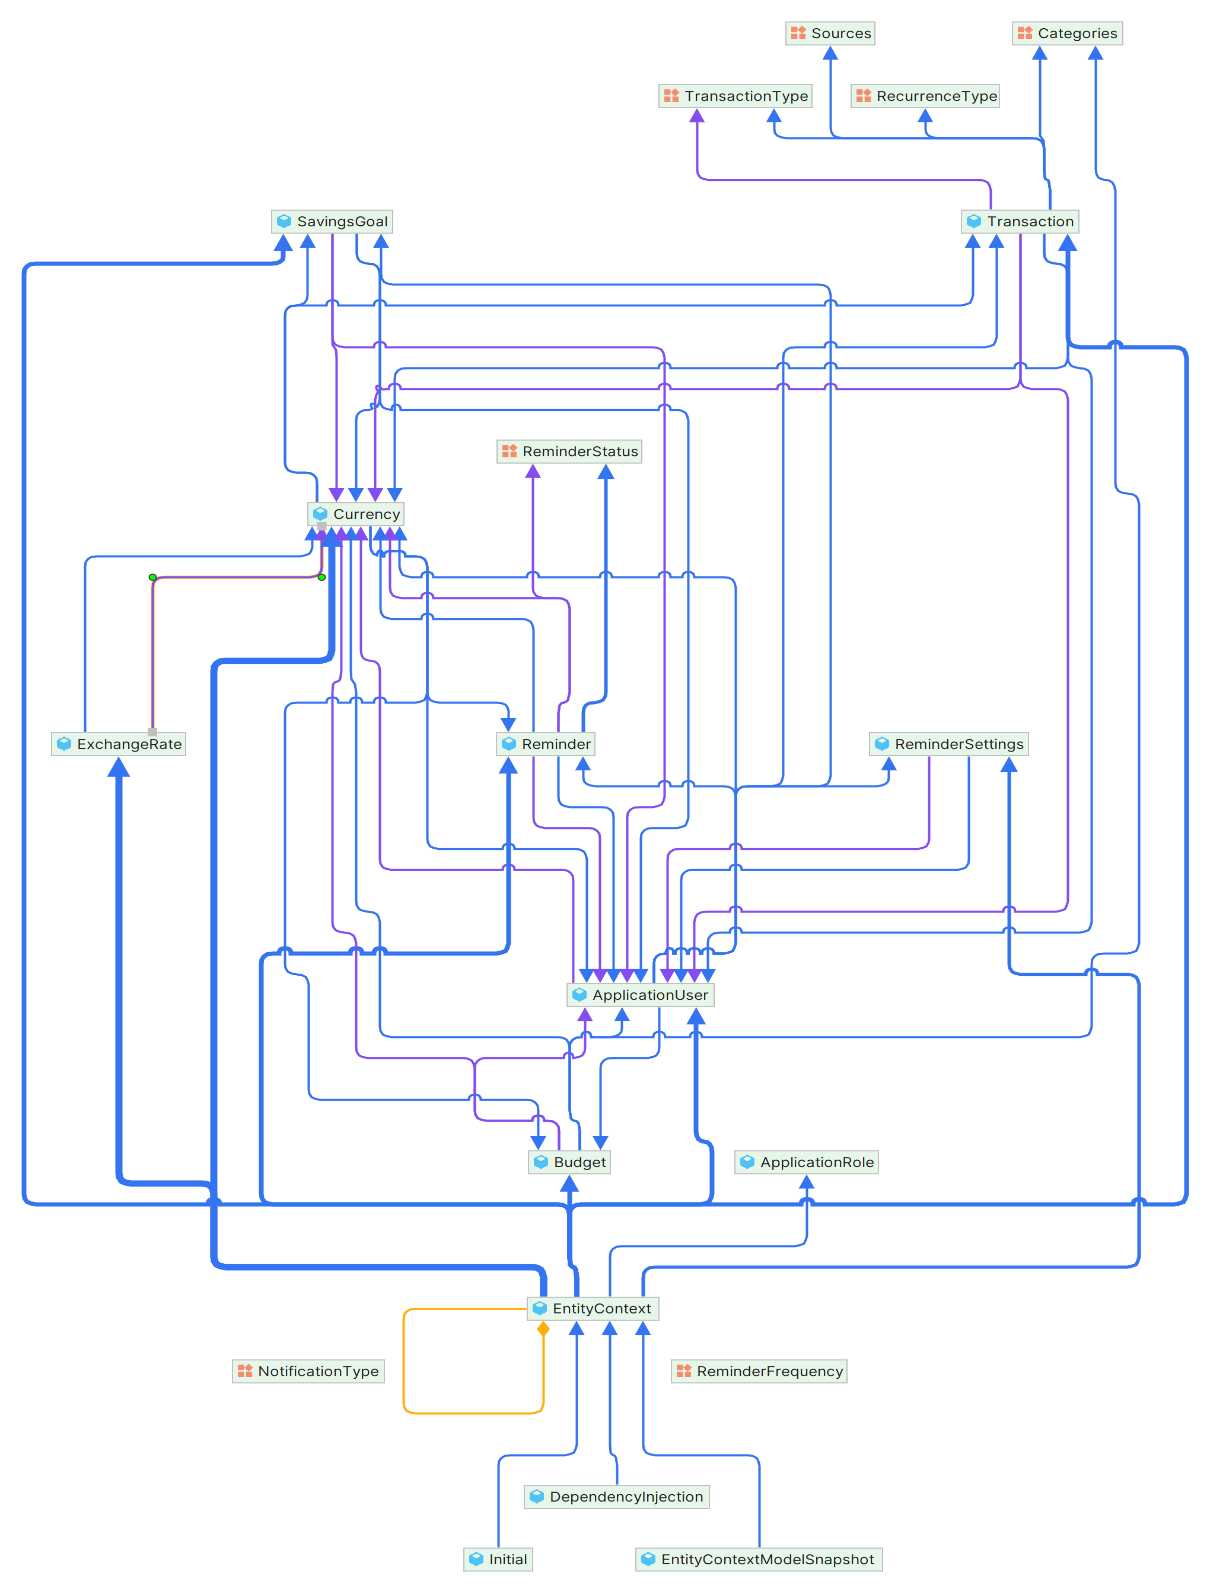 Sources
Categories
TransactionType
RecurrenceType
SavingsGoal
Transaction
ReminderStatus
Currency
ExchangeRate
Reminder
ReminderSettings
ApplicationUser
Budget
ApplicationRole
EntityContext
NotificationType
ReminderFrequency
DependencyInjection
Initial
EntityContextModelSnapshot